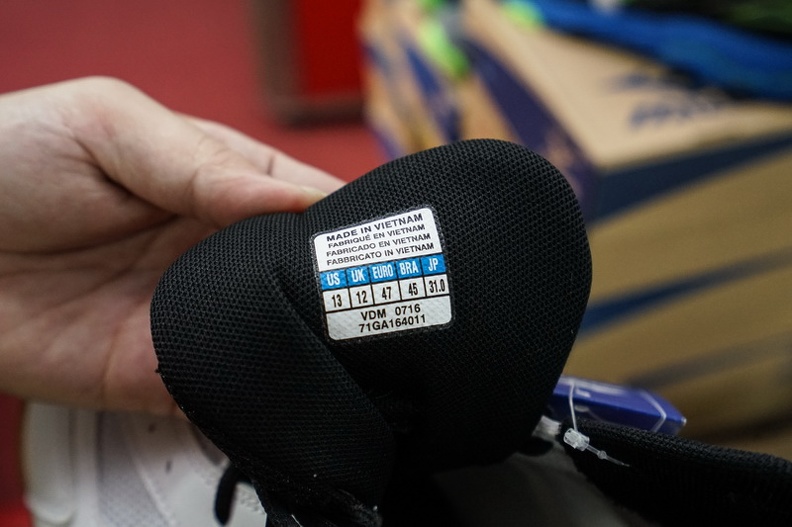 MADE IN VIETNAM
FABRIQUÉ EN VIETNAM
FABRICADO EN VIETNAM
FABBRICATO IN VIETNAM
US UK EURO BRA JP
13 12 47 45 31.0
VDM 0716
71GA164011